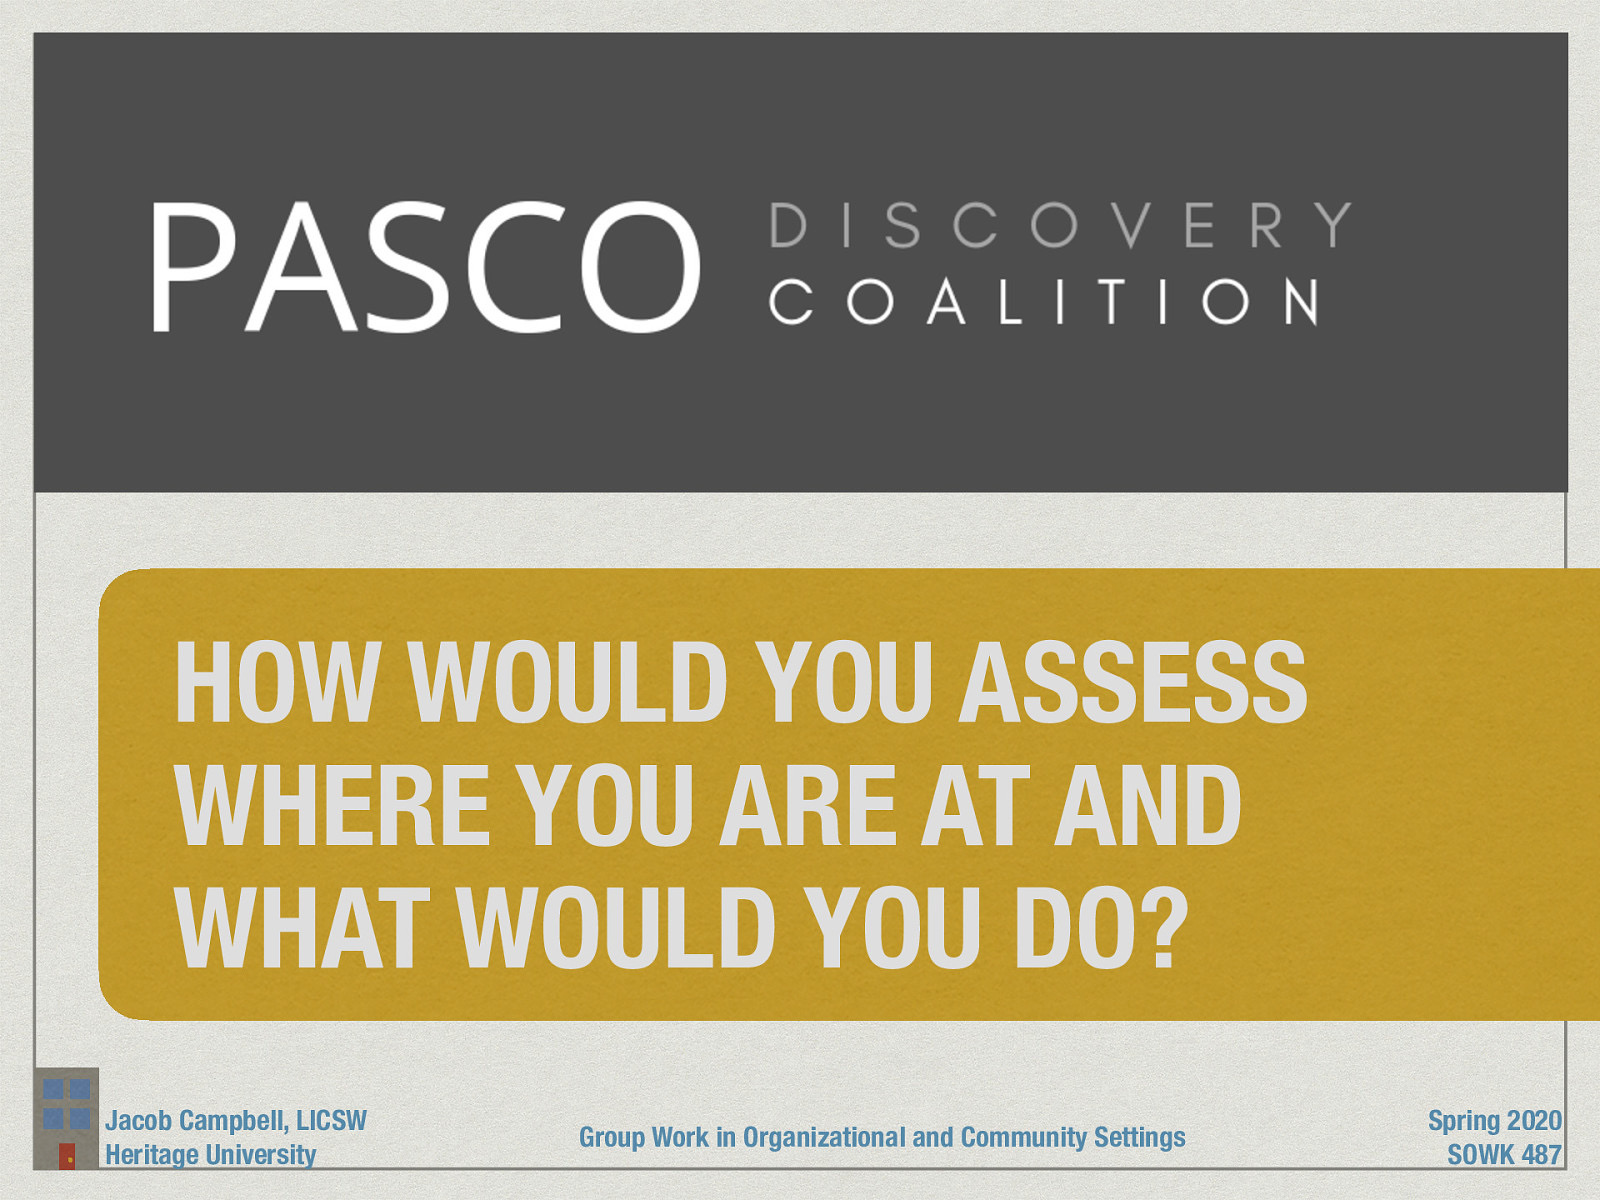 PASCO
DISCOVERY
COALITION
HOW WOULD YOU ASSESS
WHERE YOU ARE AT AND
WHAT WOULD YOU DO?
Jacob Campbell, LICSW
Heritage University
Group Work in Organizational and Community Settings
Spring 2020
SOWK 487